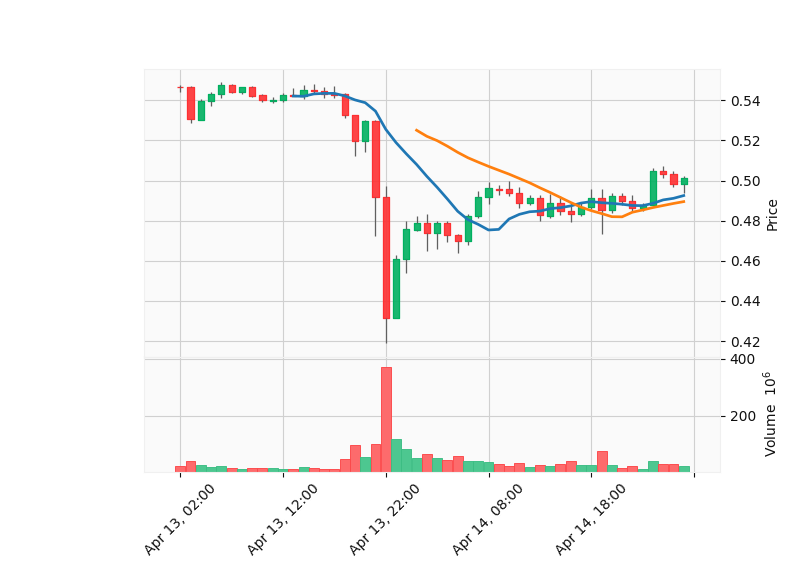 0.54
0.52
0.50
0.48
0.46
0.44
0.42
Price
400
200
Volume 10⁶
Apr 13, 02:00
Apr 13, 12:00
Apr 13, 22:00
Apr 14, 08:00
Apr 14, 18:00